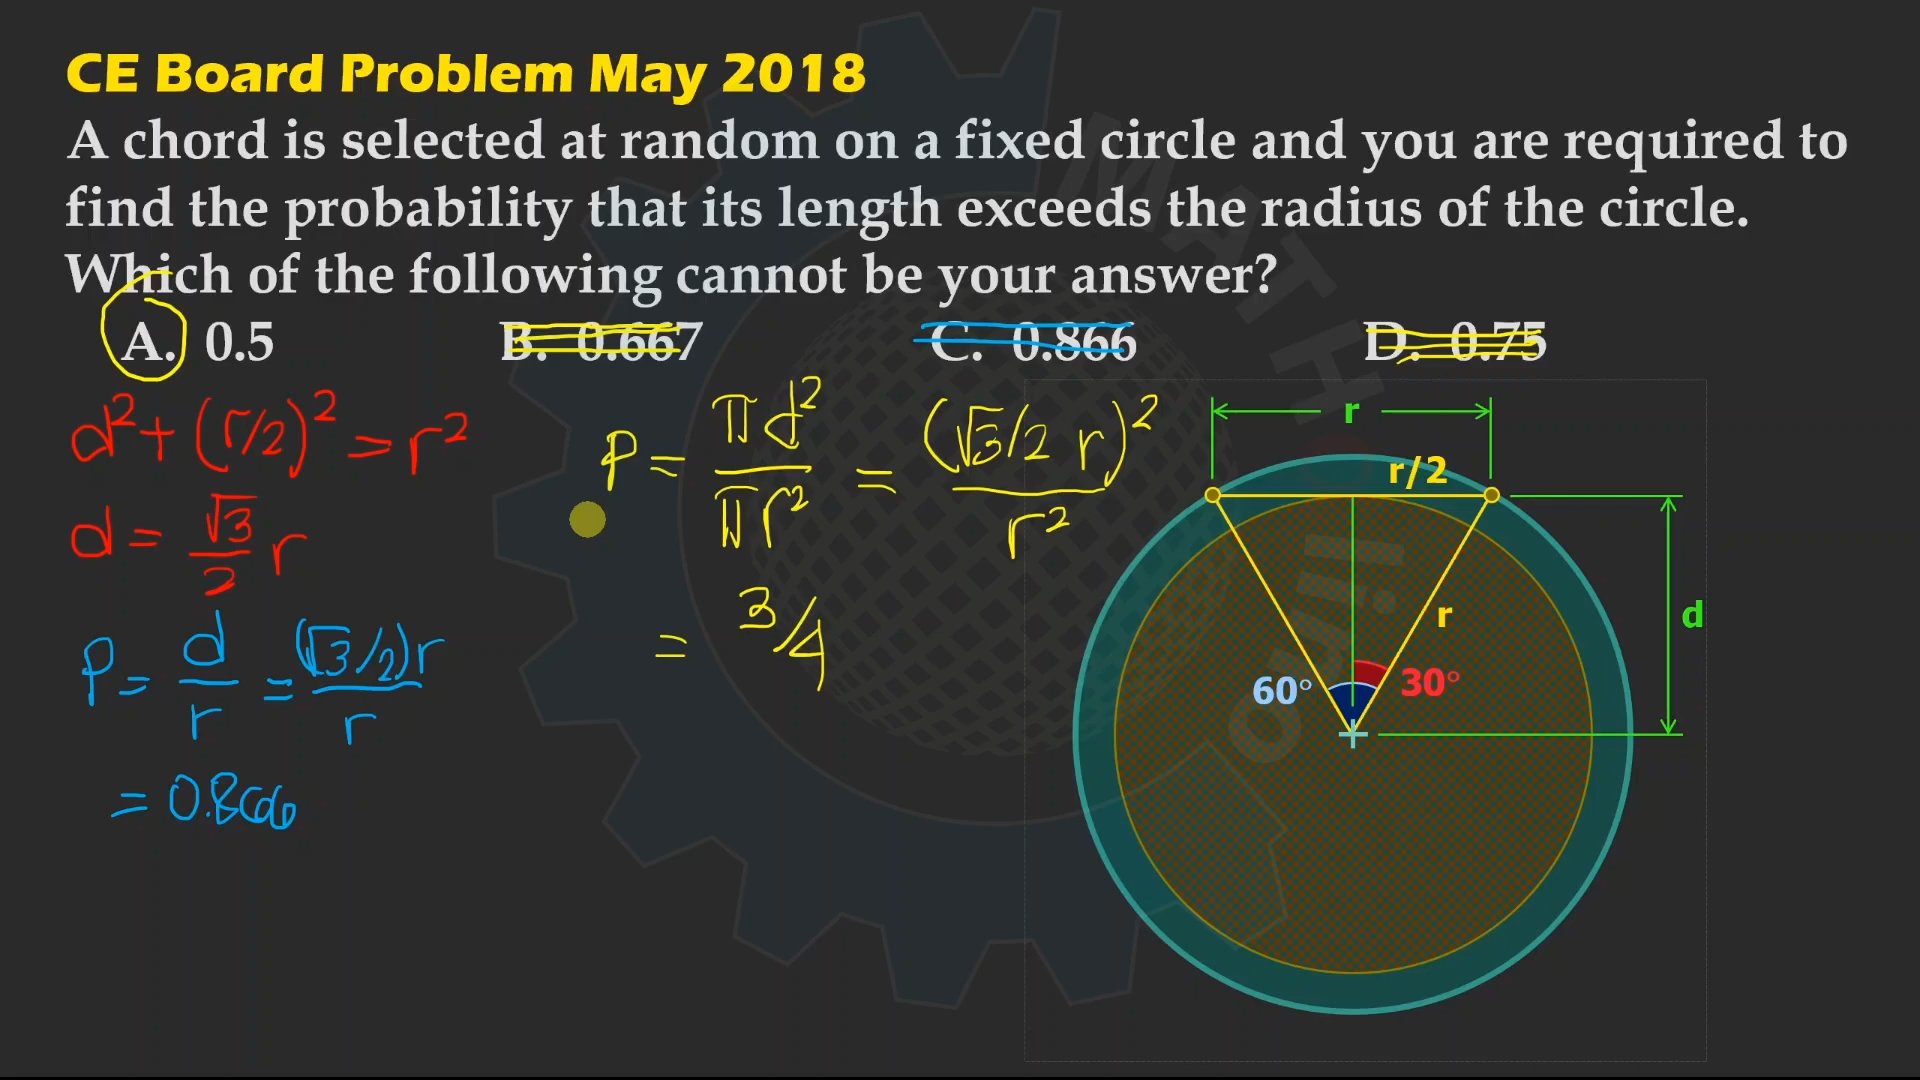 CE Board Problem May 2018
A chord is selected at random on a fixed circle and you are required to
find the probability that its length exceeds the radius of the circle.
Which of the following cannot be your answer?
A. 0.5 B. 0.667 C. 0.866 D. 0.75
d² + (r/2)² = r²
d = √3/2 r
P = d/r = (√3/2)r/r
= 0.866
P = πd²/πr² = (√3/2 r)²/r²
= 3/4
r
r/2
r
d
60°
30°
MATH